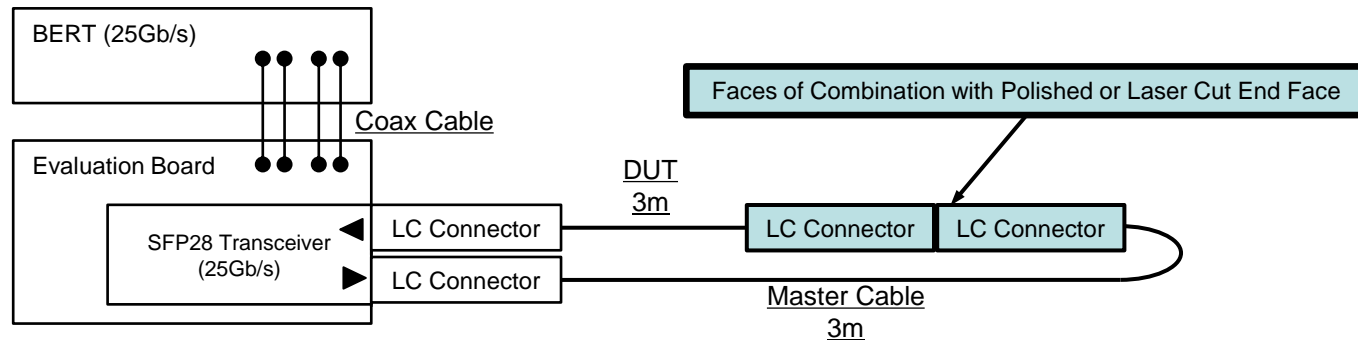 BERT (25Gb/s)
Faces of Combination with Polished or Laser Cut End Face
Coax Cable
Evaluation Board
DUT
3m
SFP28 Transceiver
(25Gb/s)
LC Connector
LC Connector
LC Connector
LC Connector
Master Cable
3m